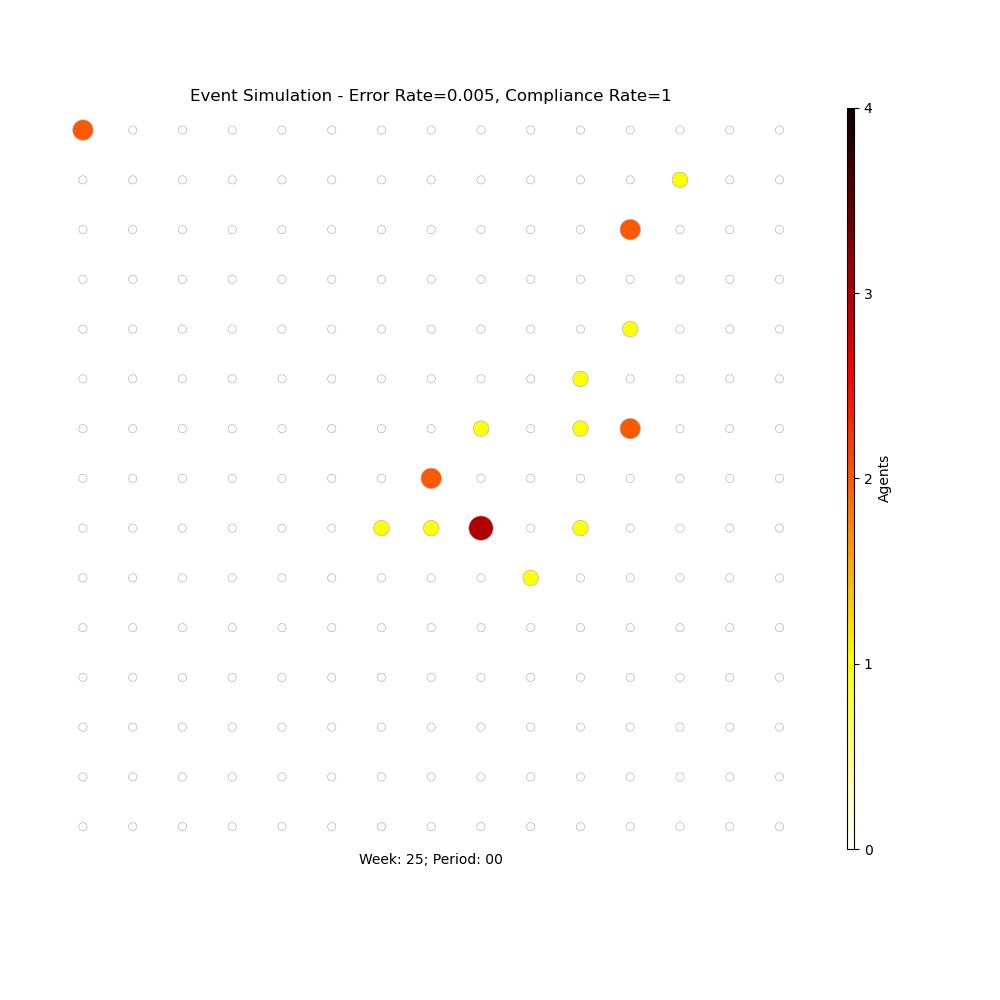 Event Simulation - Error Rate=0.005, Compliance Rate=1
4
3
2
1
0
Agents
Week: 25; Period: 00